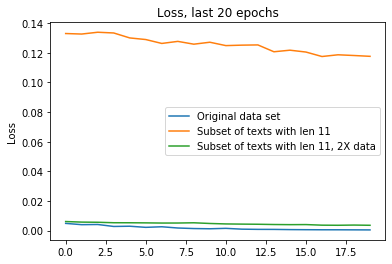 Loss, last 20 epochs
0.14
0.12
0.10
0.08
0.06
0.04
0.02
0.00
Loss
Original data set
Subset of texts with len 11
Subset of texts with len 11, 2X data
0.0 2.5 5.0 7.5 10.0 12.5 15.0 17.5